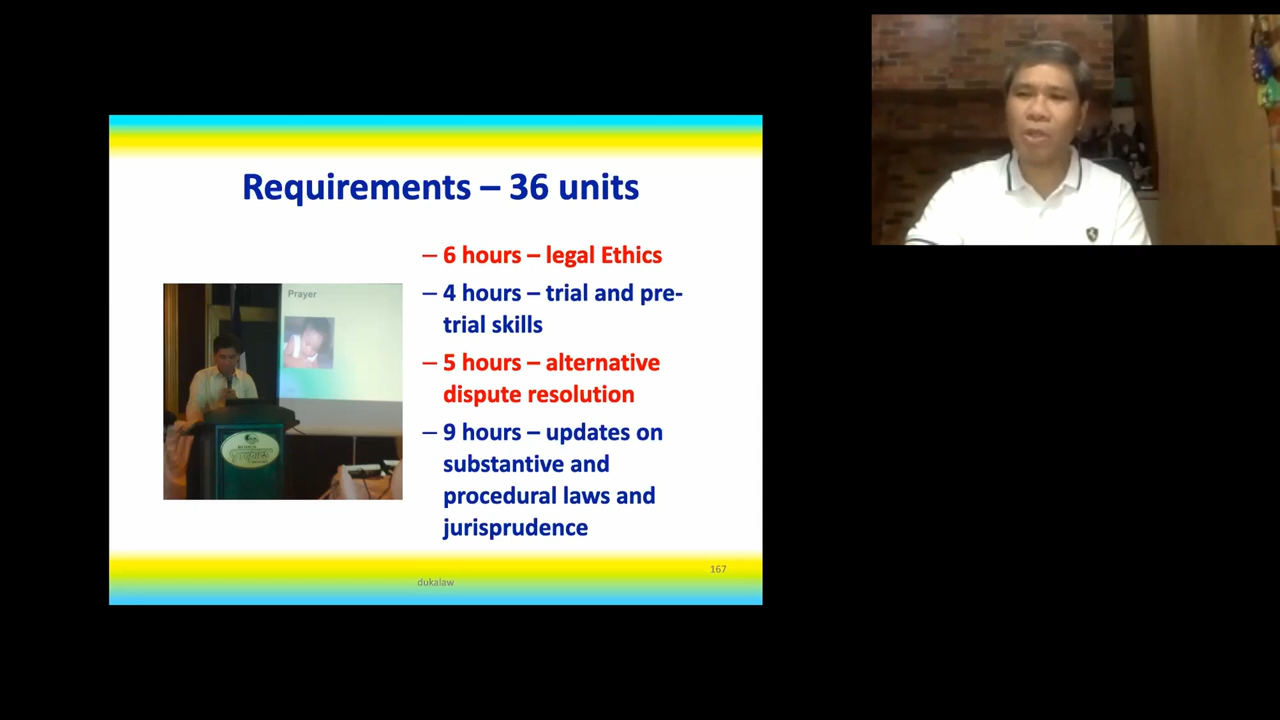 Requirements – 36 units
– 6 hours – legal Ethics
– 4 hours – trial and pre-
trial skills
– 5 hours – alternative
dispute resolution
– 9 hours – updates on
substantive and
procedural laws and
jurisprudence
Prayer
167
dukalaw